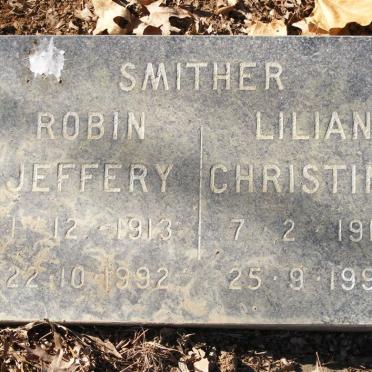 SMITHER
ROBIN LILIAN
JEFFERY CHRISTIN
1 · 12 · 1913 7 · 2 · 19
22·10·1992 25·9·199